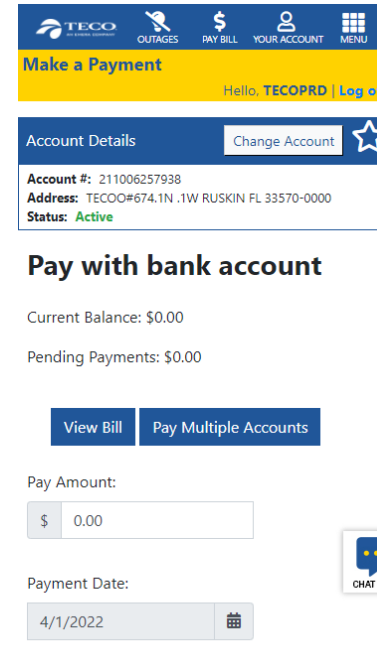 TECO
AN EMERA COMPANY
OUTAGES
PAY BILL
YOUR ACCOUNT
MENU
Make a Payment
Hello, TECOPRD | Log o
Account Details
Change Account
Account #: 211006257938
Address: TECOO#674.1N .1W RUSKIN FL 33570-0000
Status: Active
Pay with bank account
Current Balance: $0.00
Pending Payments: $0.00
View Bill
Pay Multiple Accounts
Pay Amount:
$ 0.00
CHAT
Payment Date:
4/1/2022